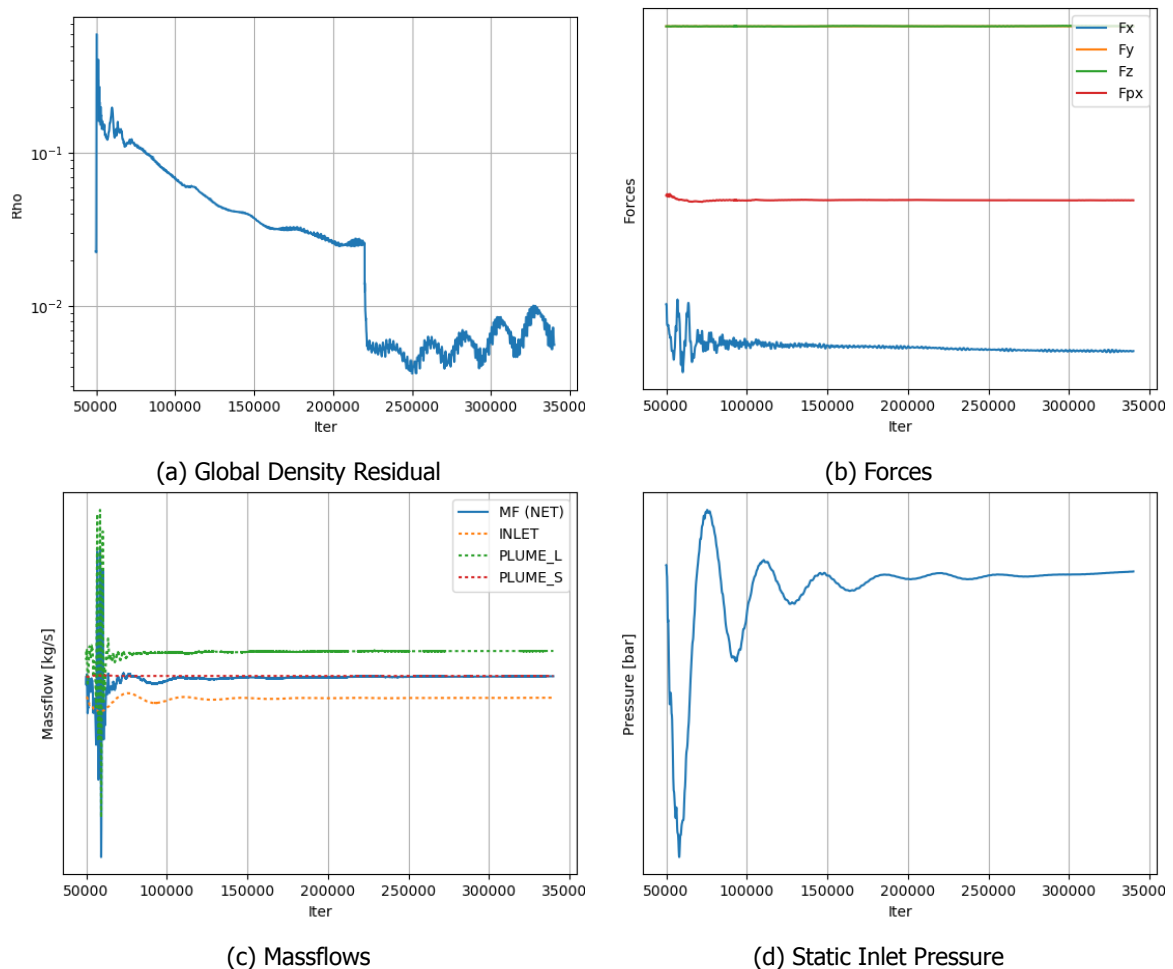 10⁻¹
10⁻²
Rho
50000 100000 150000 200000 250000 300000 35000
Iter
(a) Global Density Residual
Forces
Fx
Fy
Fz
Fpx
50000 100000 150000 200000 250000 300000 35000
Iter
(b) Forces
Massflow [kg/s]
MF (NET)
INLET
PLUME_L
PLUME_S
50000 100000 150000 200000 250000 300000 35000
Iter
(c) Massflows
Pressure [bar]
50000 100000 150000 200000 250000 300000 35000
Iter
(d) Static Inlet Pressure